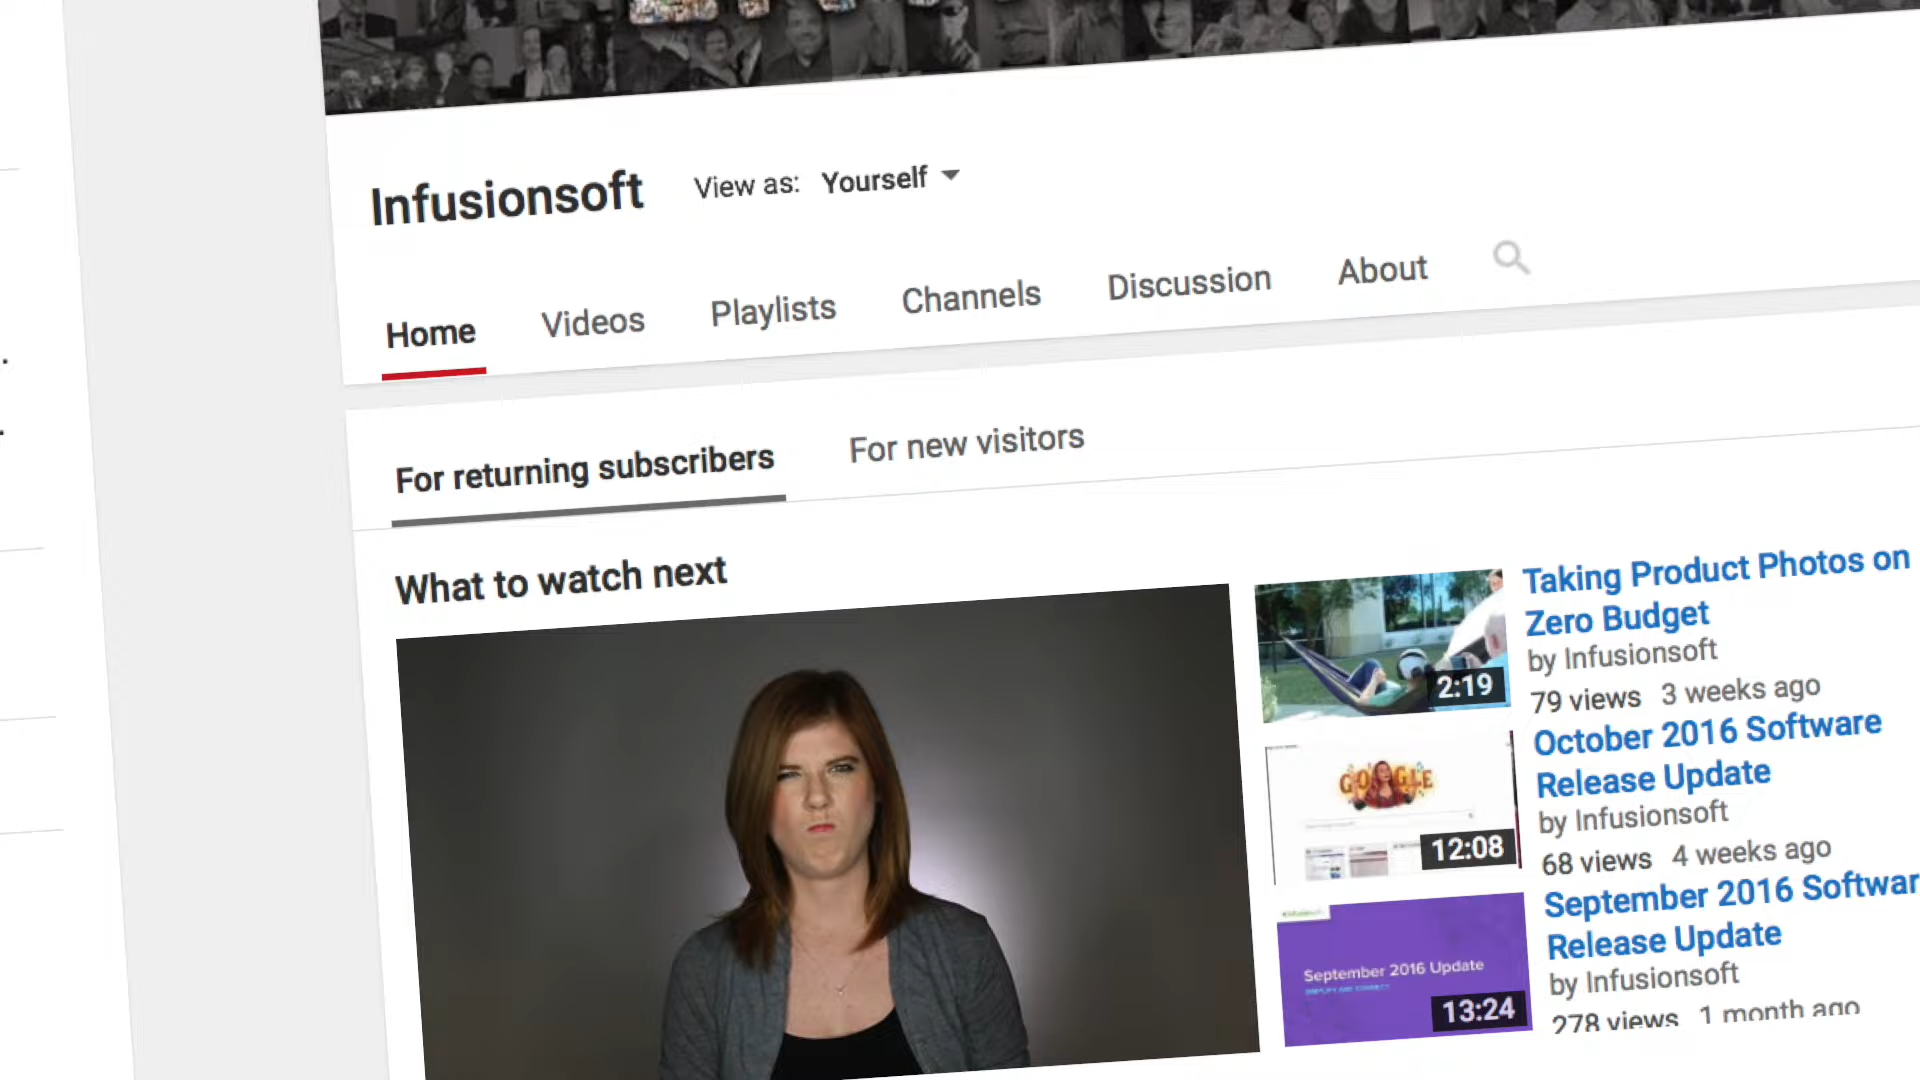 Infusionsoft View as: Yourself
Home Videos Playlists Channels Discussion About
For returning subscribers For new visitors
What to watch next
Taking Product Photos on
Zero Budget
by Infusionsoft
79 views 3 weeks ago
2:19
October 2016 Software
Release Update
by Infusionsoft
68 views 4 weeks ago
GOOGLE
12:08
September 2016 Softwar
Release Update
by Infusionsoft
278 views 1 month ago
September 2016 Update
13:24